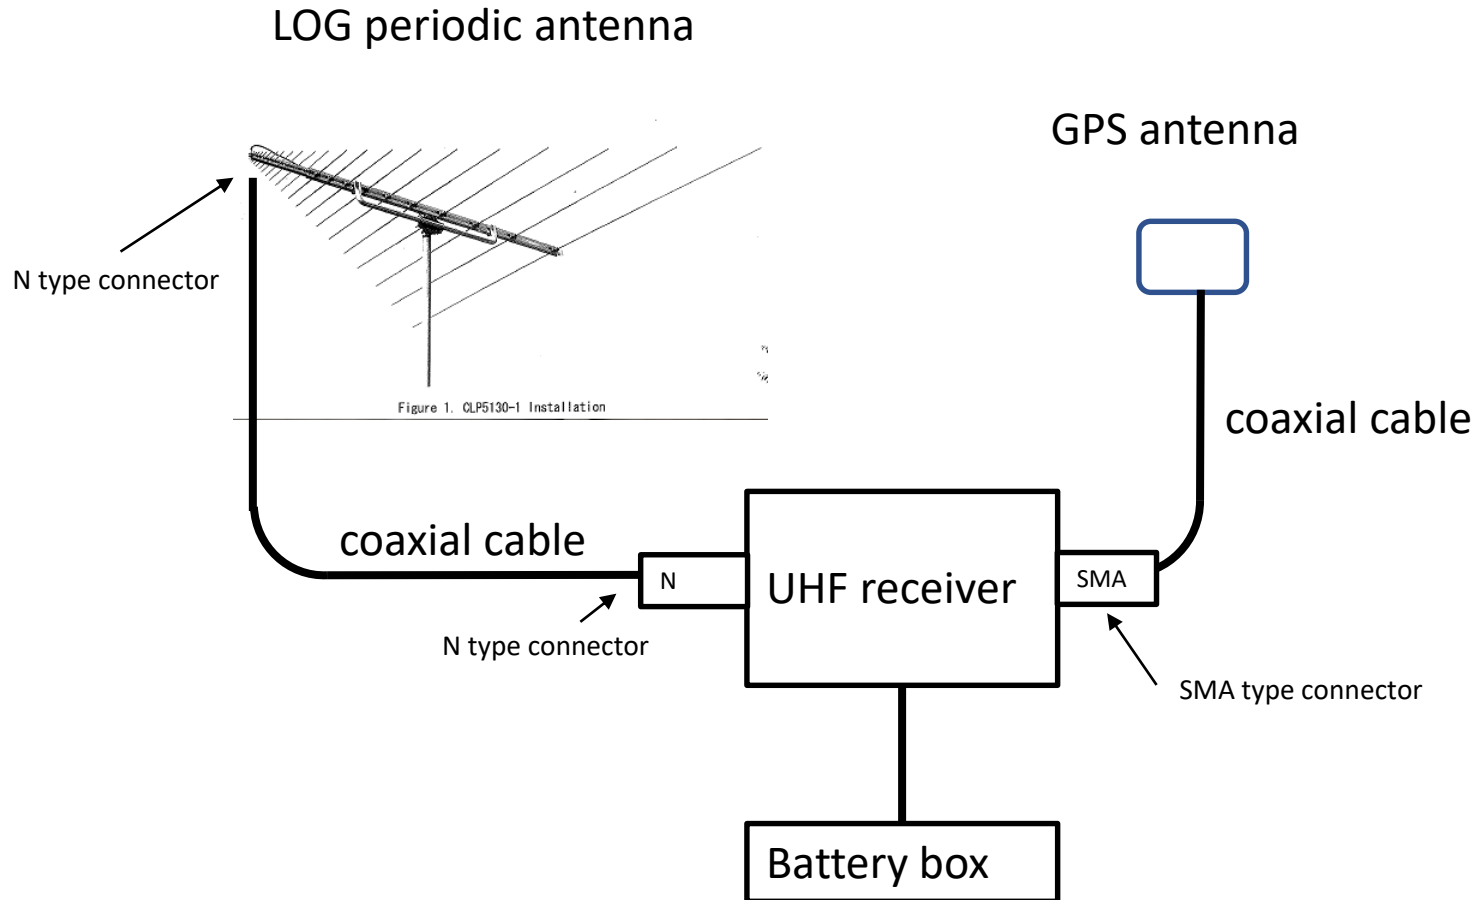 LOG periodic antenna
GPS antenna
N type connector
Figure 1. CLP5130-1 Installation
coaxial cable
coaxial cable
N
UHF receiver
SMA
N type connector
SMA type connector
Battery box